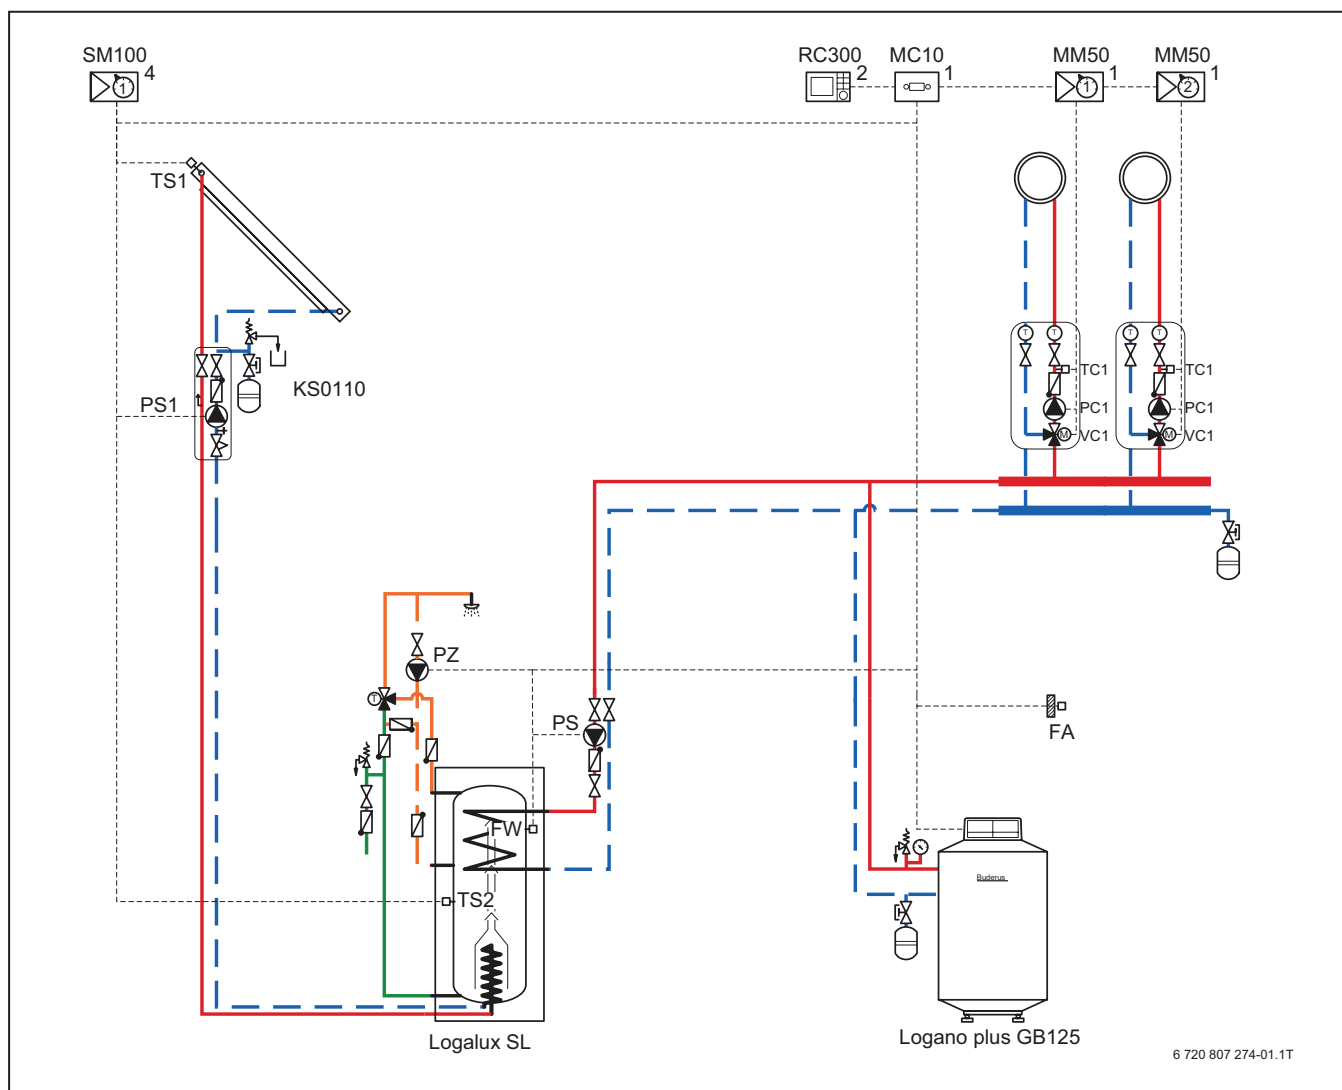 SM100
4
1
RC300
2
MC10
1
MM50
1
1
MM50
1
2
TS1
KS0110
PS1
T
T
T
T
TC1
TC1
PC1
PC1
M
VC1
M
VC1
PZ
T
PS
FA
FW
TS2
Buderus
Logalux SL
Logano plus GB125
6 720 807 274-01.1T